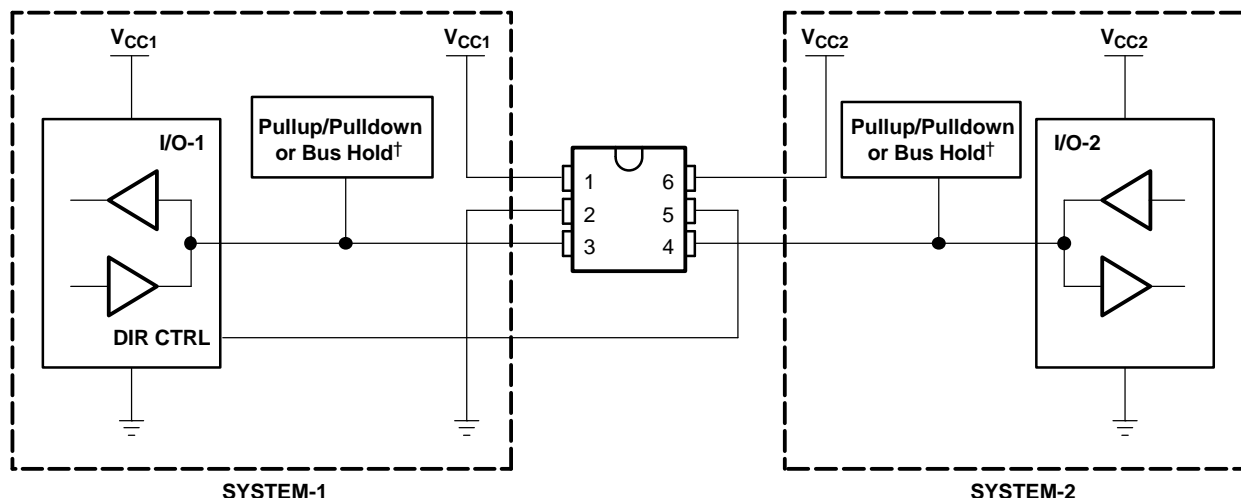 VCC1
VCC1
VCC2
VCC2
I/O-1
Pullup/Pulldown
or Bus Hold†
Pullup/Pulldown
or Bus Hold†
I/O-2
1
6
2
5
3
4
DIR CTRL
SYSTEM-1
SYSTEM-2